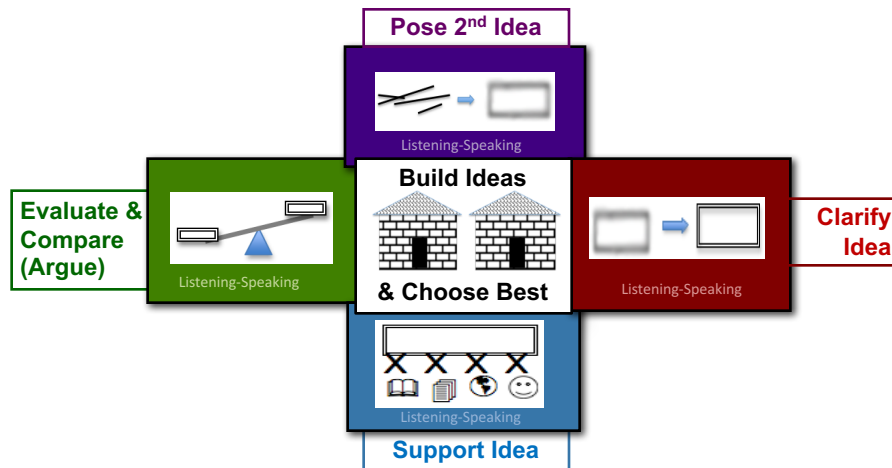 Pose 2nd Idea
Listening-Speaking
Build Ideas
Evaluate &
Compare
(Argue)
Clarify
Idea
Listening-Speaking
& Choose Best
Listening-Speaking
X X X X
Listening-Speaking
Support Idea